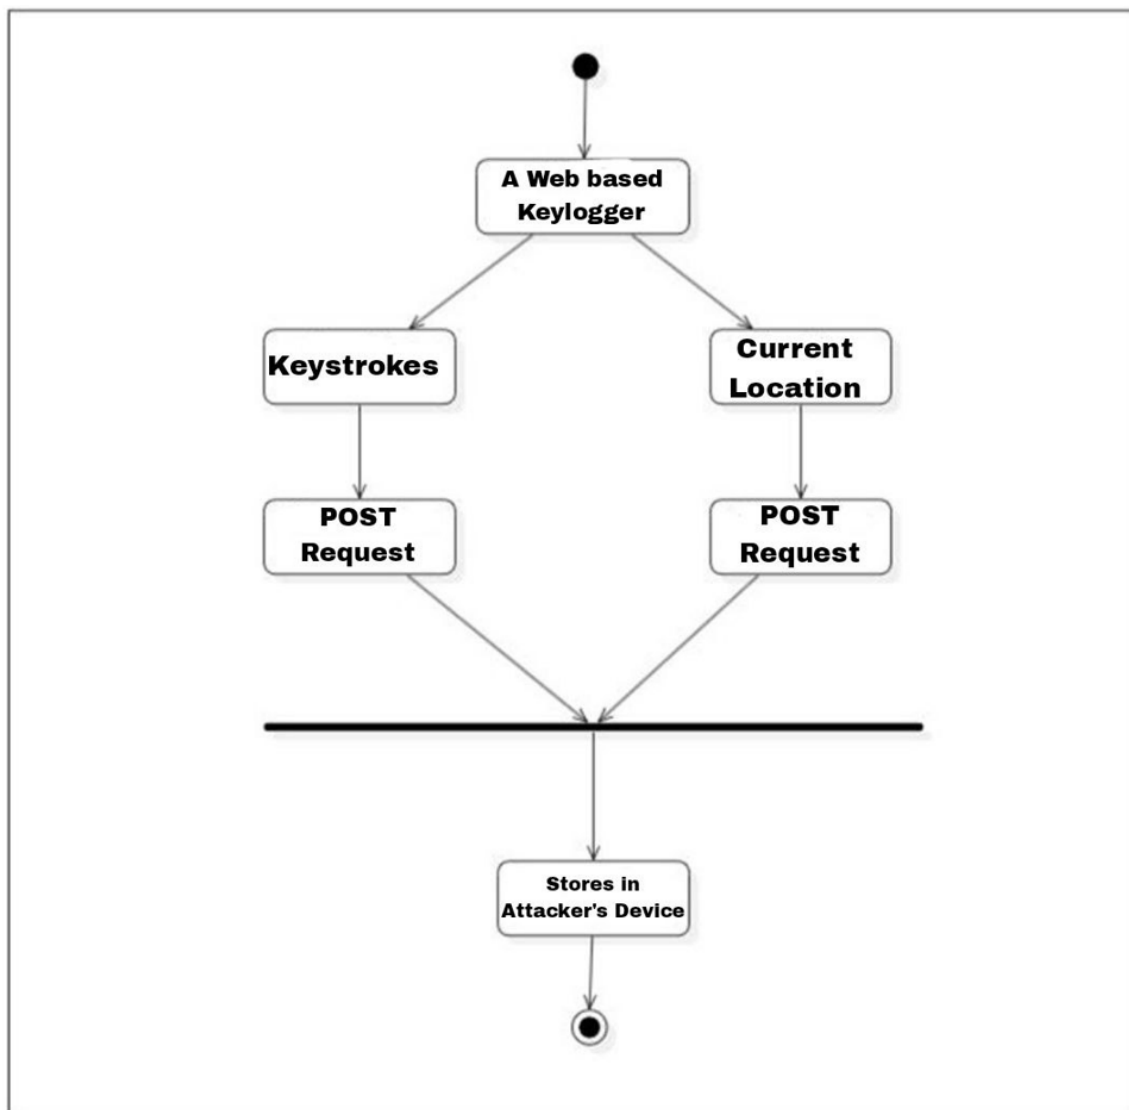 A Web based
Keylogger
Keystrokes
Current
Location
POST
Request
POST
Request
Stores in
Attacker's Device